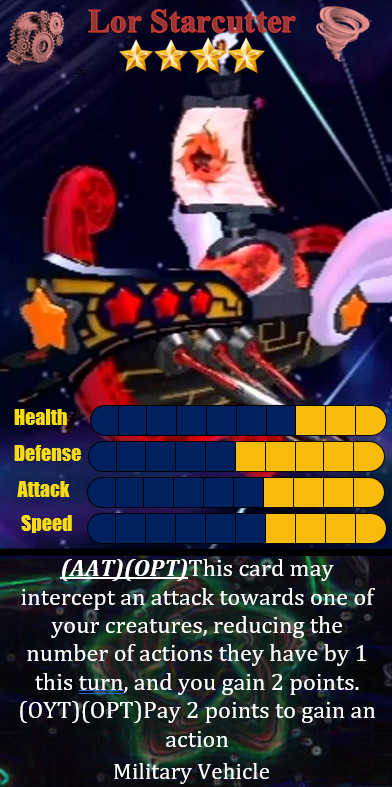 Lor Starcutter
Health
Defense
Attack
Speed
(AAT)(OPT)This card may
intercept an attack towards one of
your creatures, reducing the
number of actions they have by 1
this turn, and you gain 2 points.
(OYT)(OPT)Pay 2 points to gain an
action
Military Vehicle